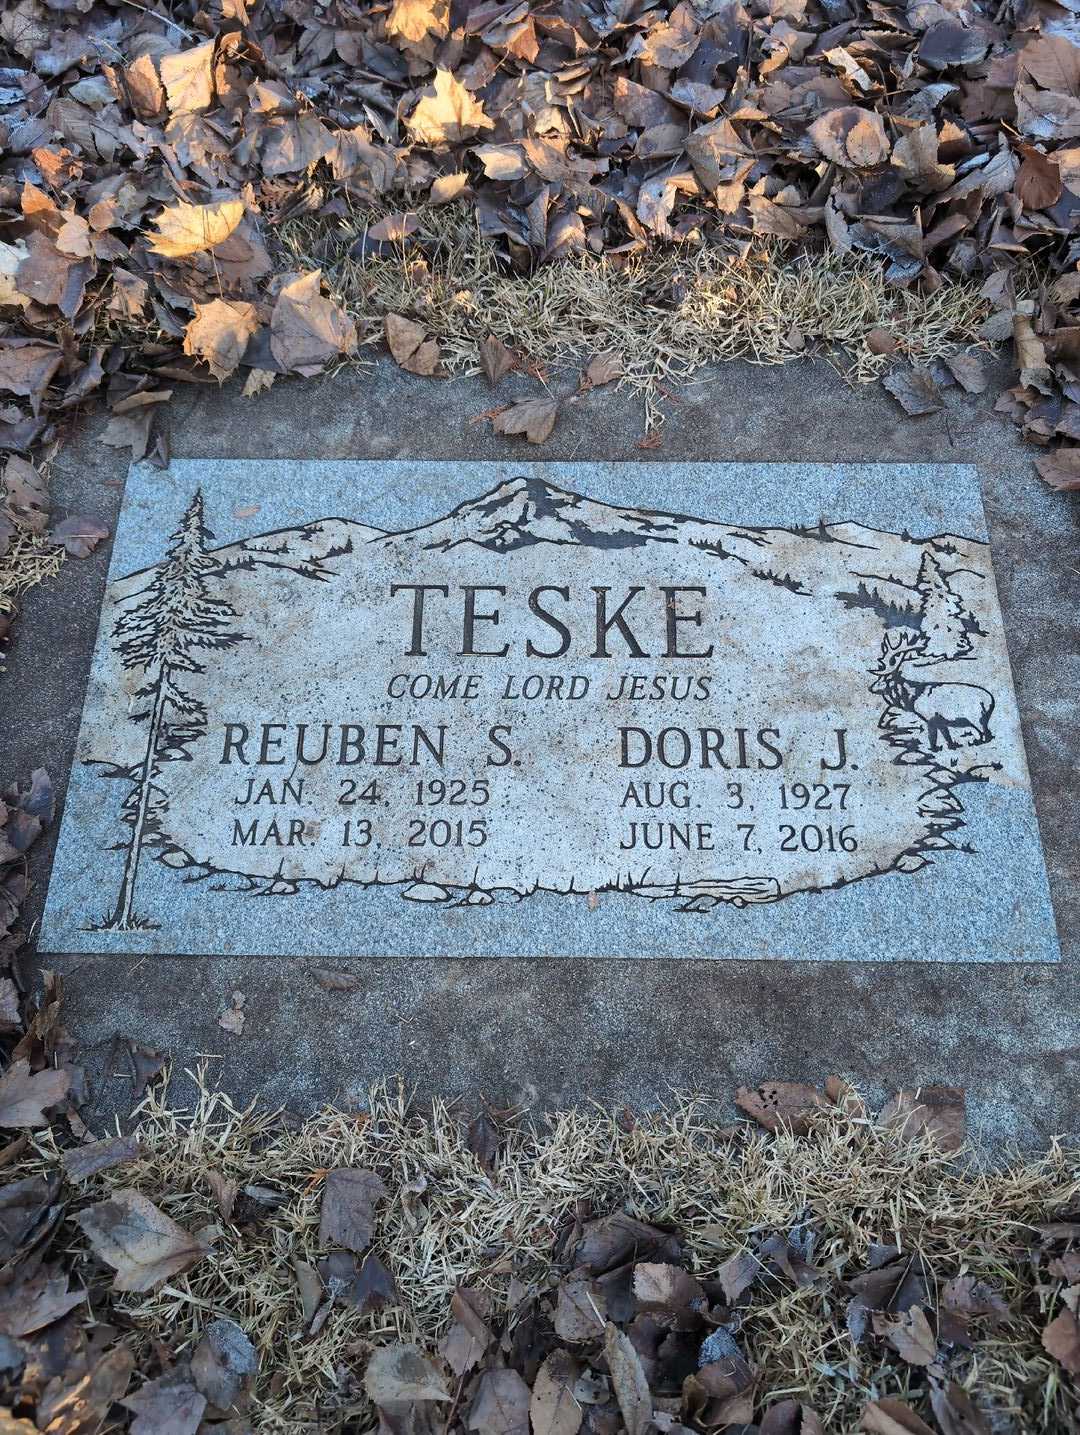 TESKE
COME LORD JESUS
REUBEN S. DORIS J.
JAN. 24, 1925 AUG. 3, 1927
MAR. 13, 2015 JUNE 7, 2016